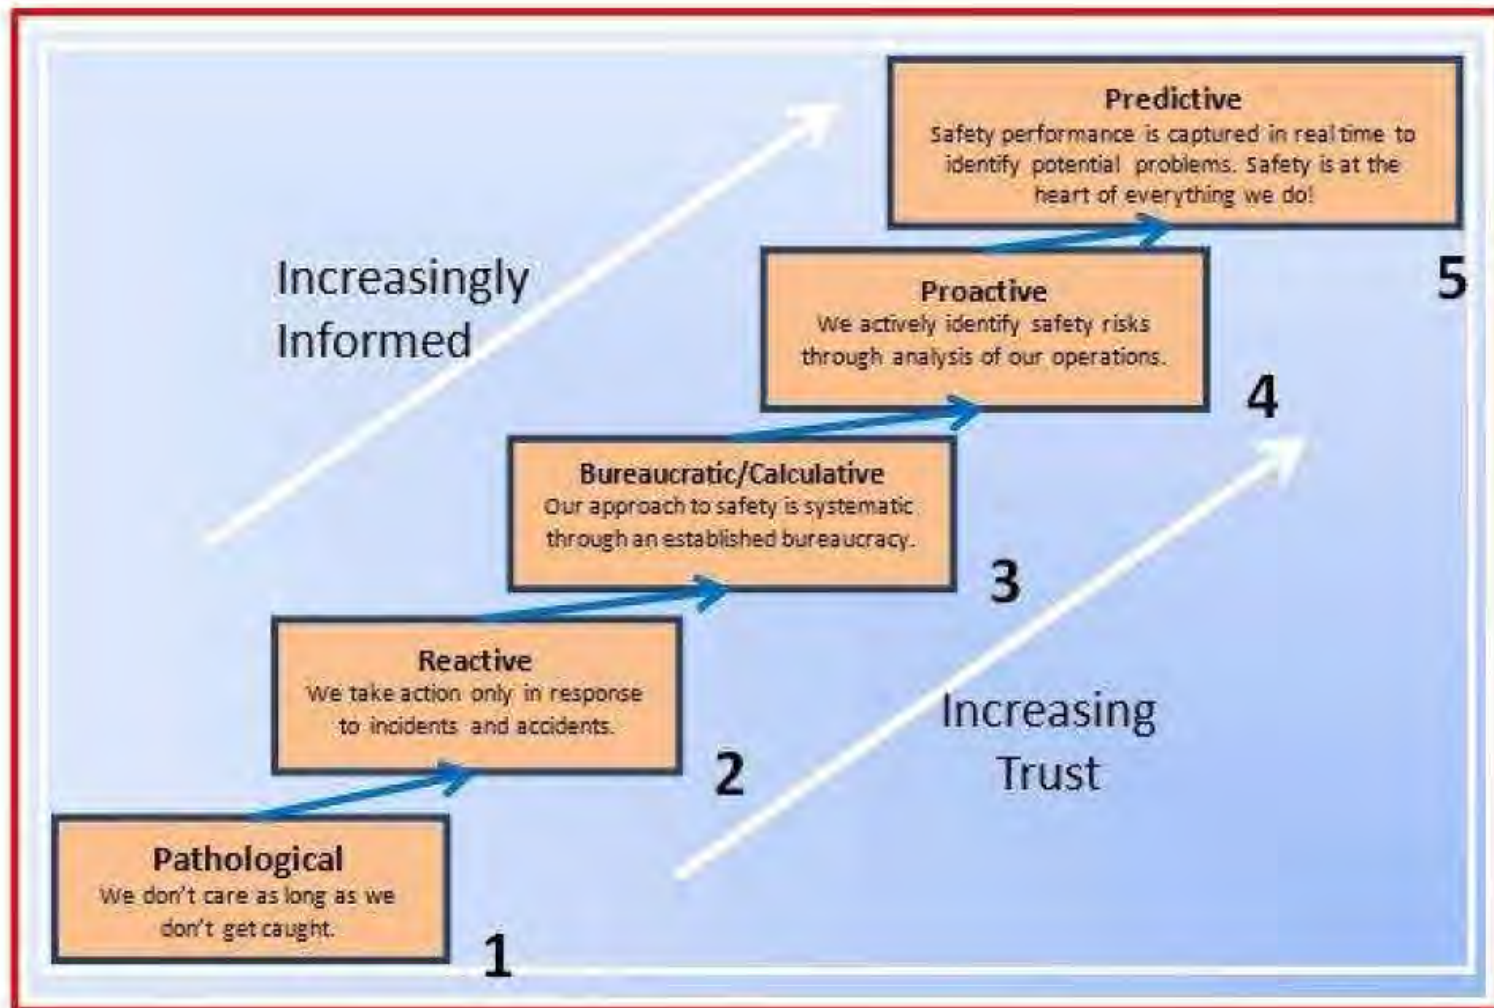 Predictive
Safety performance is captured in real time to
identify potential problems. Safety is at the
heart of everything we do!
5
Increasingly
Informed
Proactive
We actively identify safety risks
through analysis of our operations.
4
Bureaucratic/Calculative
Our approach to safety is systematic
through an established bureaucracy.
3
Reactive
We take action only in response
to incidents and accidents.
2
Increasing
Trust
Pathological
We don't care as long as we
don't get caught.
1